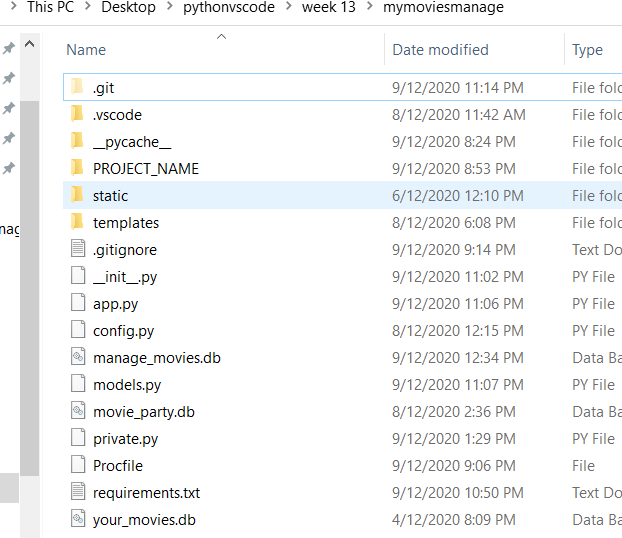 This PC > Desktop > pythonvscode > week 13 > mymoviesmanage
Name Date modified Type
.git 9/12/2020 11:14 PM File fold
.vscode 8/12/2020 11:42 AM File fold
__pycache__ 9/12/2020 8:24 PM File fold
PROJECT_NAME 9/12/2020 8:53 PM File fold
static 6/12/2020 12:10 PM File fold
templates 8/12/2020 6:08 PM File fold
.gitignore 9/12/2020 9:14 PM Text Do
__init__.py 9/12/2020 11:02 PM PY File
app.py 9/12/2020 11:06 PM PY File
config.py 8/12/2020 12:15 PM PY File
manage_movies.db 9/12/2020 12:34 PM Data Ba
models.py 9/12/2020 11:07 PM PY File
movie_party.db 8/12/2020 2:36 PM Data Ba
private.py 9/12/2020 1:29 PM PY File
Procfile 9/12/2020 9:06 PM File
requirements.txt 9/12/2020 10:50 PM Text Do
your_movies.db 4/12/2020 8:09 PM Data Ba